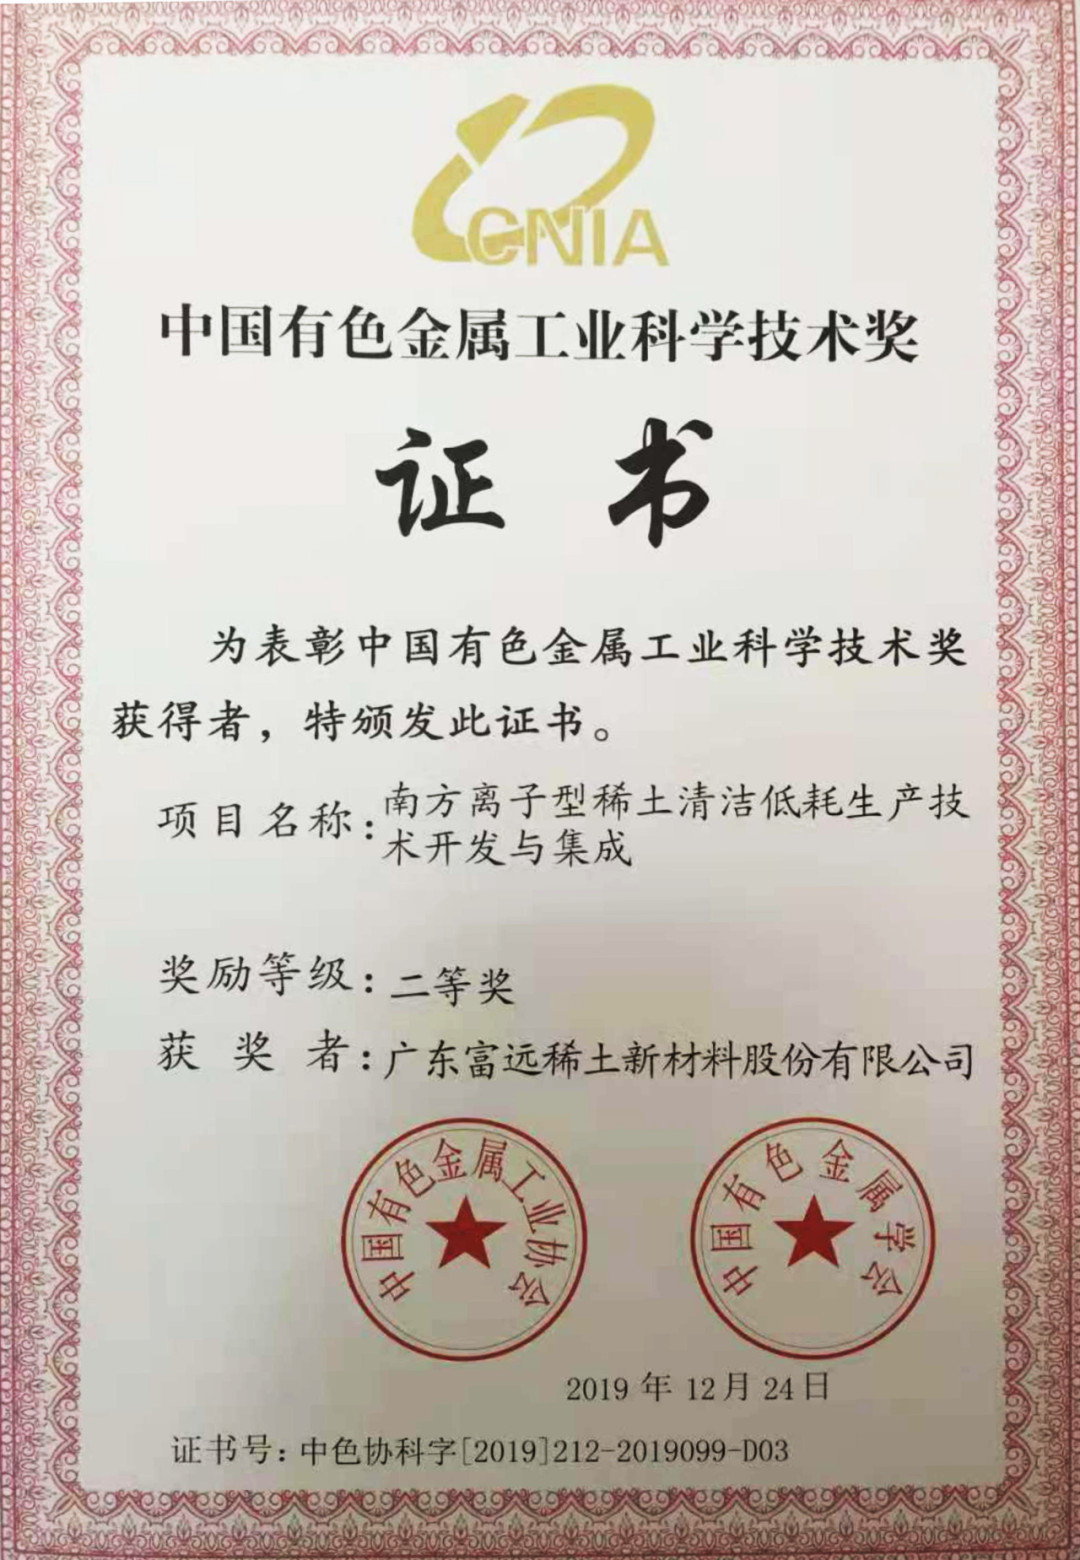 CNIA
中国有色金属工业科学技术奖
证书
为表彰中国有色金属工业科学技术奖
获得者，特颁发此证书。
项目名称：南方离子型稀土清洁低耗生产技
术开发与集成
奖励等级：二等奖
获奖者：广东富远稀土新材料股份有限公司
中国有色金属工业协会
中国有色金属学会
2019年12月24日
证书号：中色协科字[2019]212-2019099-D03